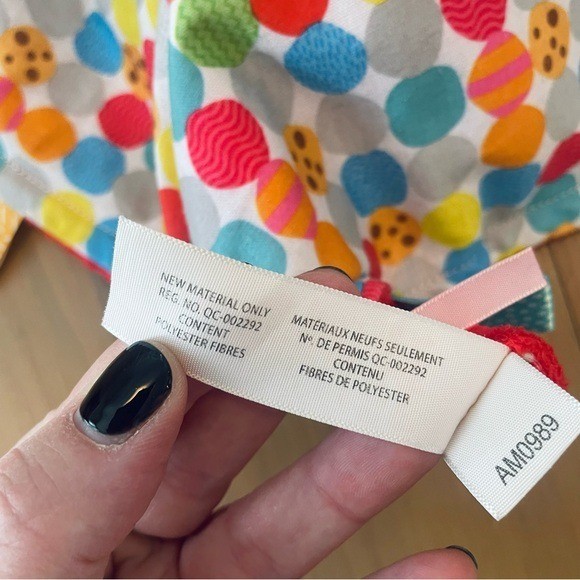 NEW MATERIAL ONLY
REG. NO. QC-002292
CONTENT
POLYESTER FIBRES
MATÉRIAUX NEUFS SEULEMENT
Nº. DE PERMIS QC-002292
CONTENU
FIBRES DE POLYESTER
AM0989